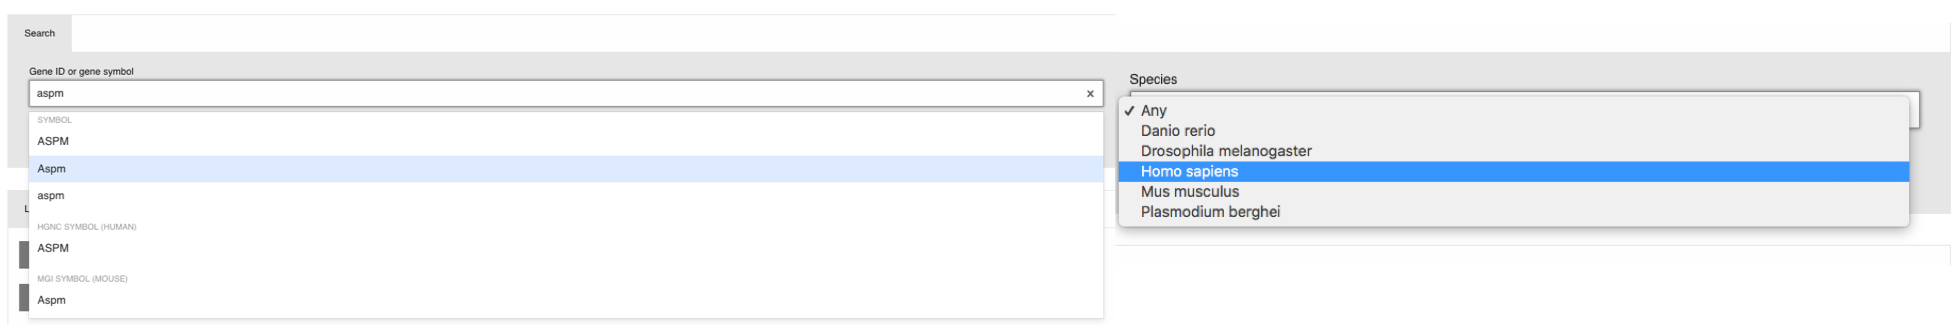 Search
Gene ID or gene symbol
aspm x
SYMBOL
ASPM
Aspm
aspm
HGNC SYMBOL (HUMAN)
ASPM
MGI SYMBOL (MOUSE)
Aspm
Species
✓ Any
Danio rerio
Drosophila melanogaster
Homo sapiens
Mus musculus
Plasmodium berghei